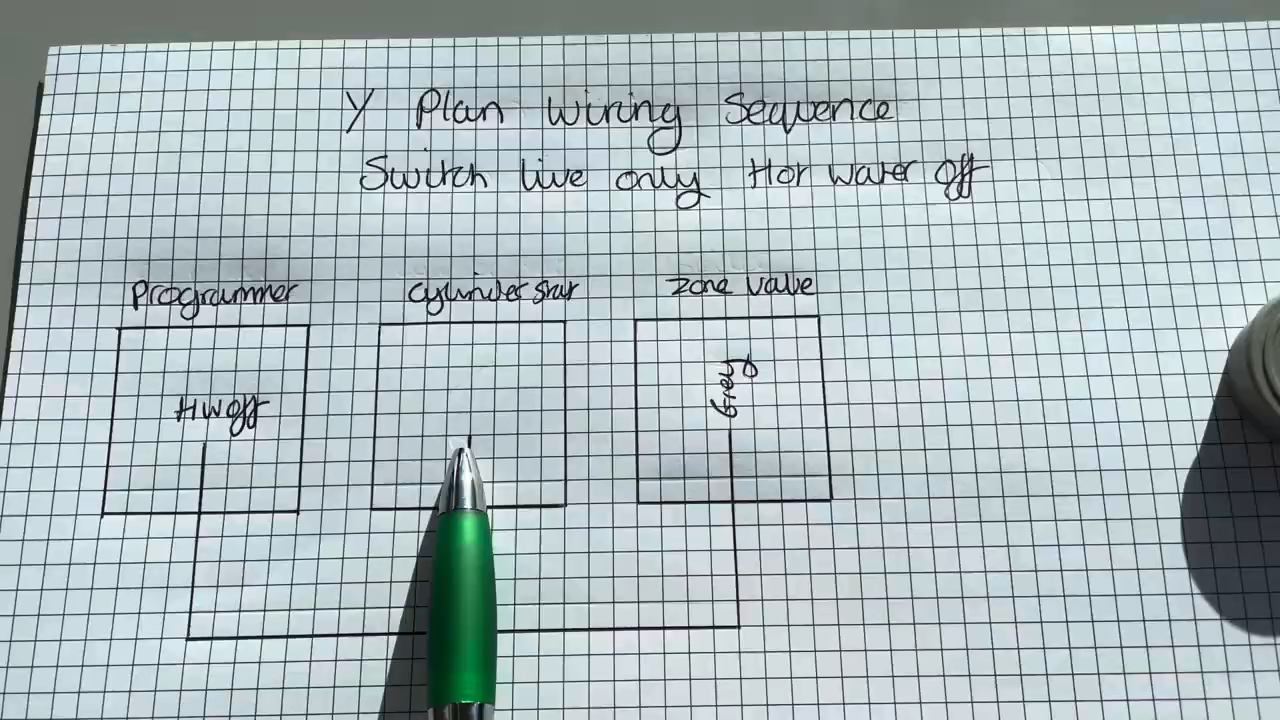 Y Plan Wiring Sequence
Switch live only Hot water off
Programmer
Cylinder stat
Zone Valve
HW off
Grey